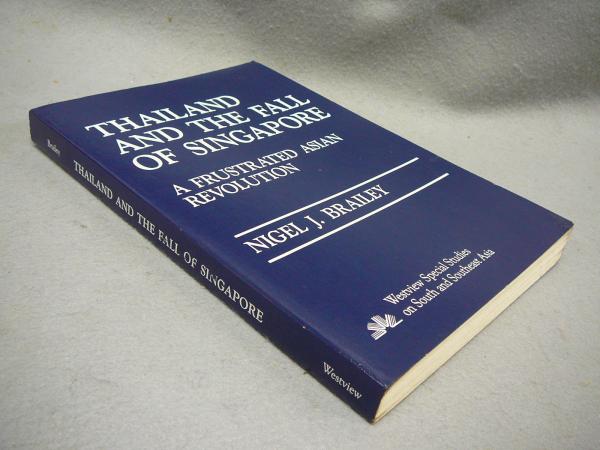 THAILAND
AND THE FALL
OF SINGAPORE
A FRUSTRATED ASIAN
REVOLUTION
NIGEL J. BRAILEY
Westview Special Studies
on South and Southeast Asia
Brailey
THAILAND AND THE FALL OF SINGAPORE
Westview